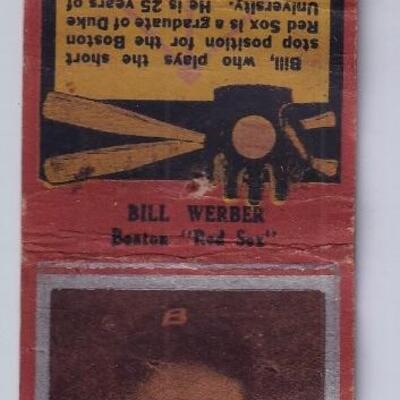 Bill, who plays the short
stop position for the Boston
Red Sox is a graduate of Duke
University. He is 25 years of
BILL WERBER
Boston "Red Sox"
B